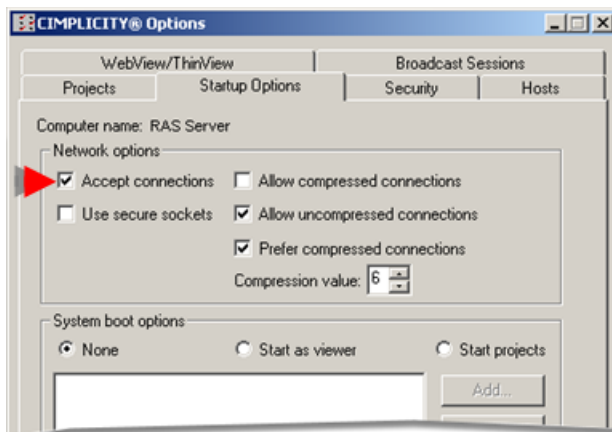 CIMPLICITY® Options
WebView/ThinView Broadcast Sessions
Projects Startup Options Security Hosts
Computer name: RAS Server
Network options
Accept connections Allow compressed connections
Use secure sockets Allow uncompressed connections
Prefer compressed connections
Compression value: 6
System boot options
None Start as viewer Start projects
Add...